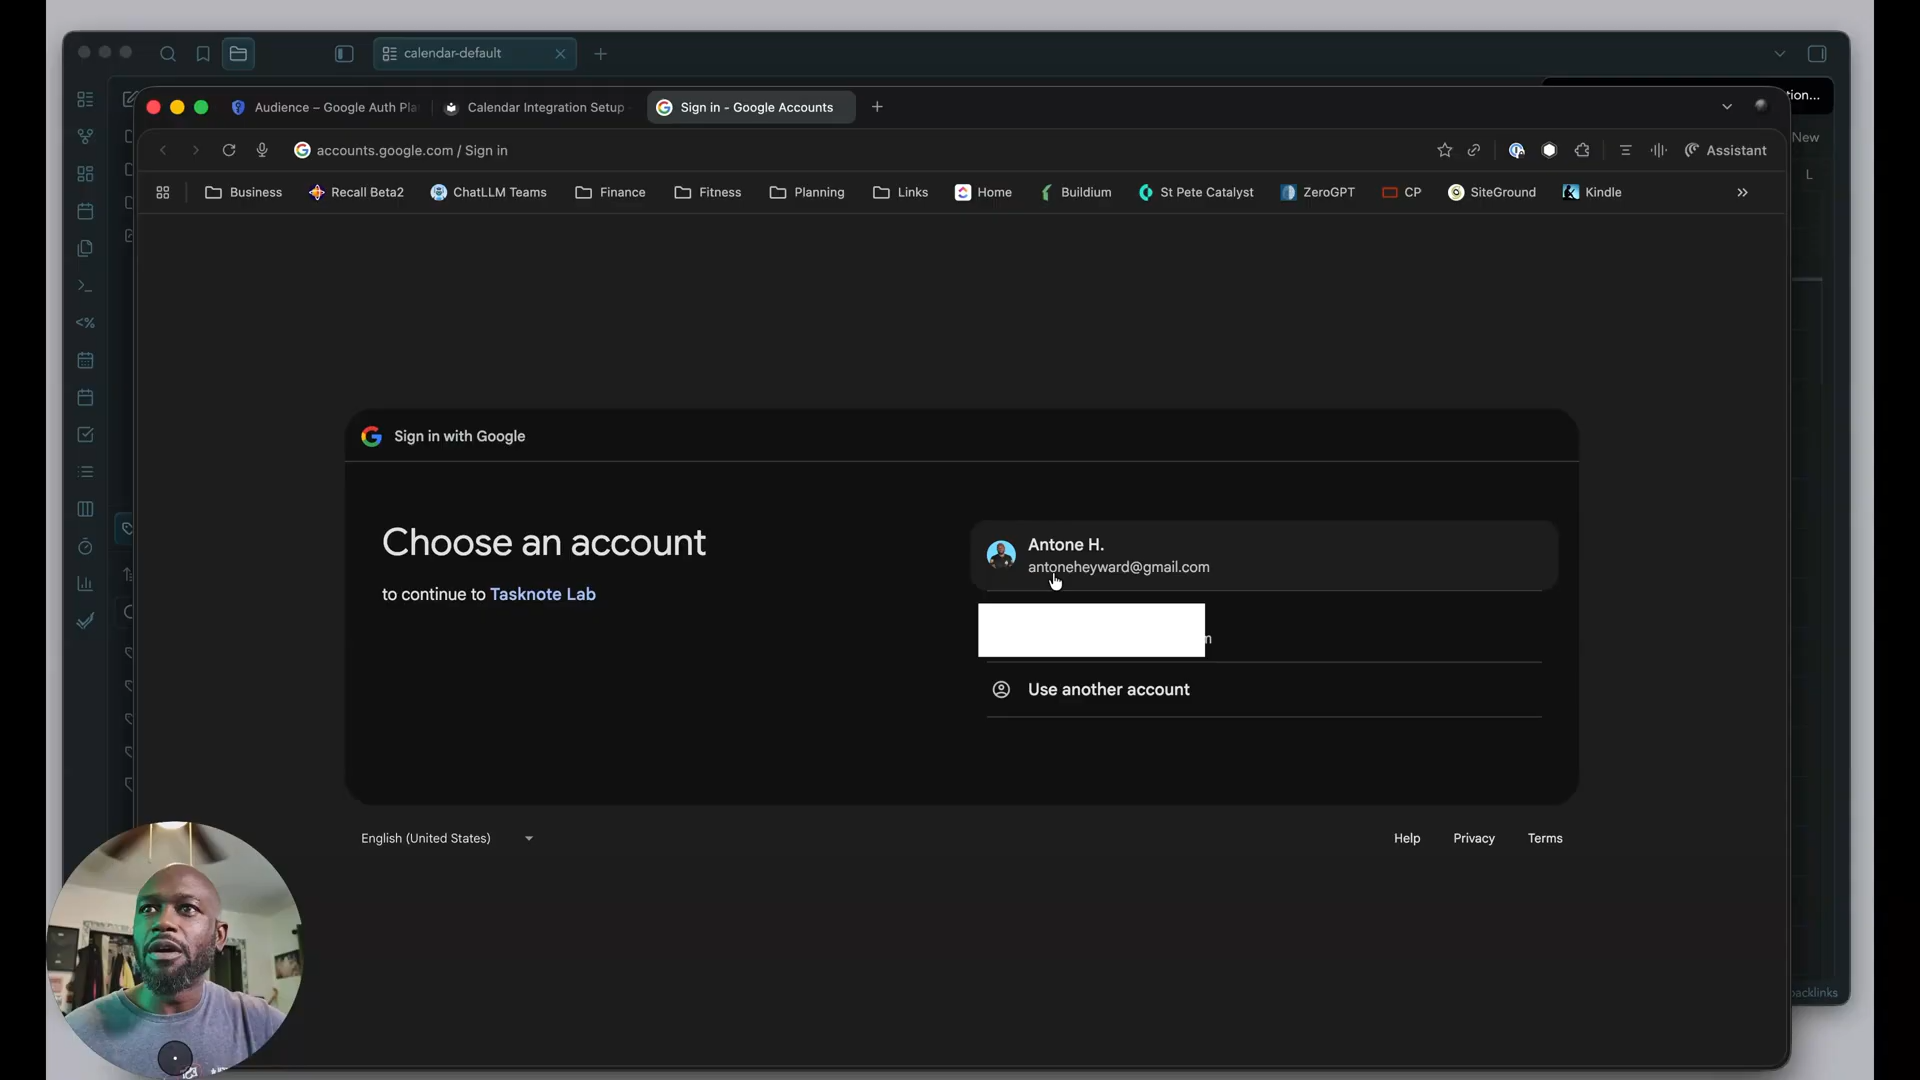 calendar-default
tion...
Audience – Google Auth Pla
Calendar Integration Setup
Sign in - Google Accounts
New
accounts.google.com / Sign in
Assistant
L
Business
Recall Beta2
ChatLLM Teams
Finance
Fitness
Planning
Links
Home
Buildium
St Pete Catalyst
ZeroGPT
CP
SiteGround
Kindle
Sign in with Google
Choose an account
to continue to Tasknote Lab
Antone H.
antoneheyward@gmail.com
m
Use another account
English (United States)
Help
Privacy
Terms
backlinks